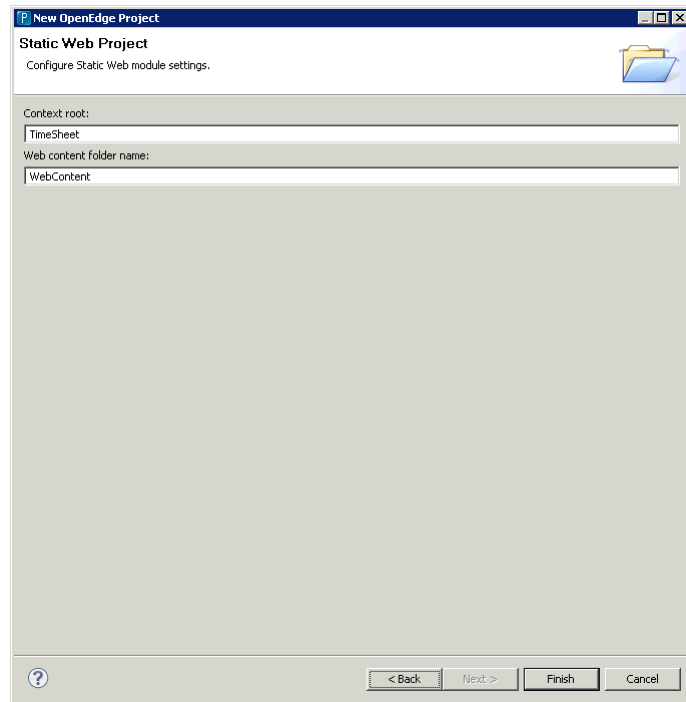 New OpenEdge Project
Static Web Project
Configure Static Web module settings.
Context root:
TimeSheet
Web content folder name:
WebContent
< Back Next > Finish Cancel